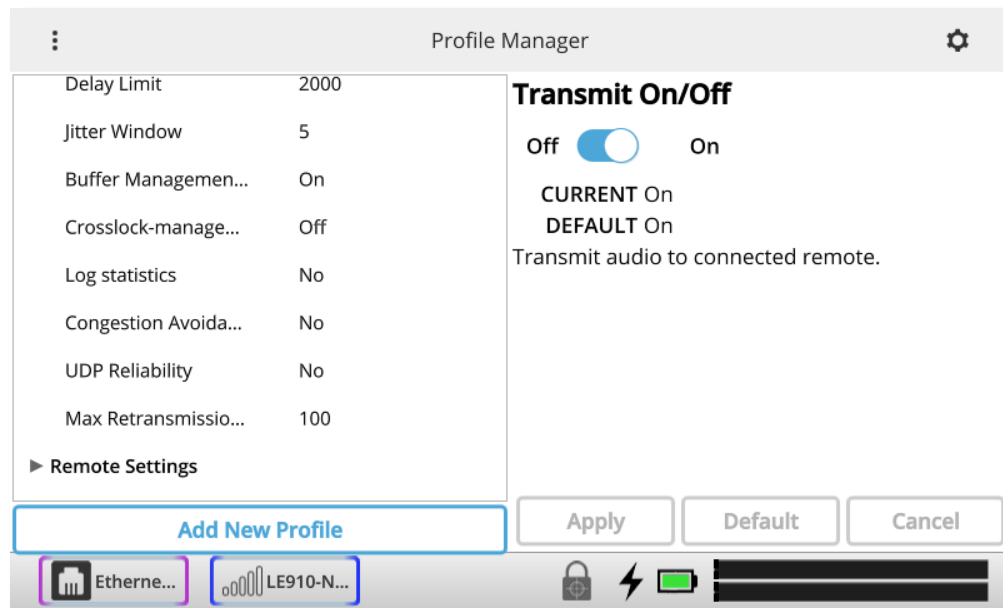 Profile Manager
Delay Limit 2000
Jitter Window 5
Buffer Managemen... On
Crosslock-manage... Off
Log statistics No
Congestion Avoida... No
UDP Reliability No
Max Retransmissio... 100
Remote Settings
Add New Profile
Transmit On/Off
Off On
CURRENT On
DEFAULT On
Transmit audio to connected remote.
Apply Default Cancel
Etherne... LE910-N...